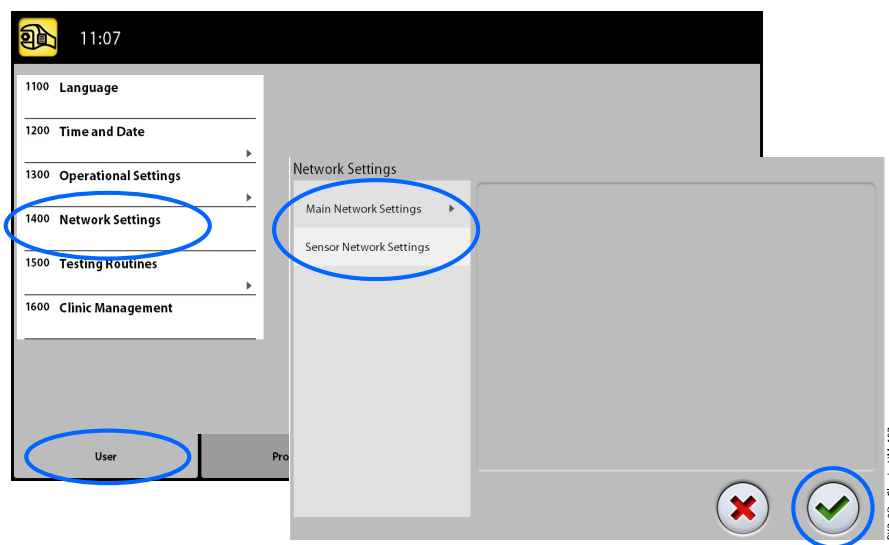 11:07
1100 Language
1200 Time and Date
1300 Operational Settings
1400 Network Settings
1500 Testing Routines
1600 Clinic Management
User
Pro
Network Settings
Main Network Settings
Sensor Network Settings